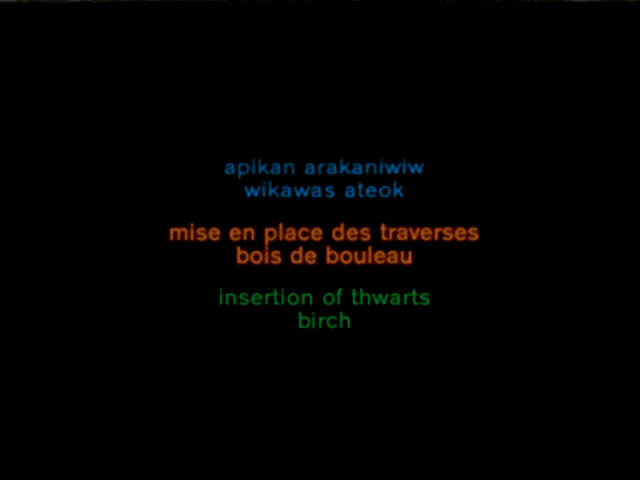 apikan arakaniwiw
wikawas ateok
mise en place des traverses
bois de bouleau
insertion of thwarts
birch